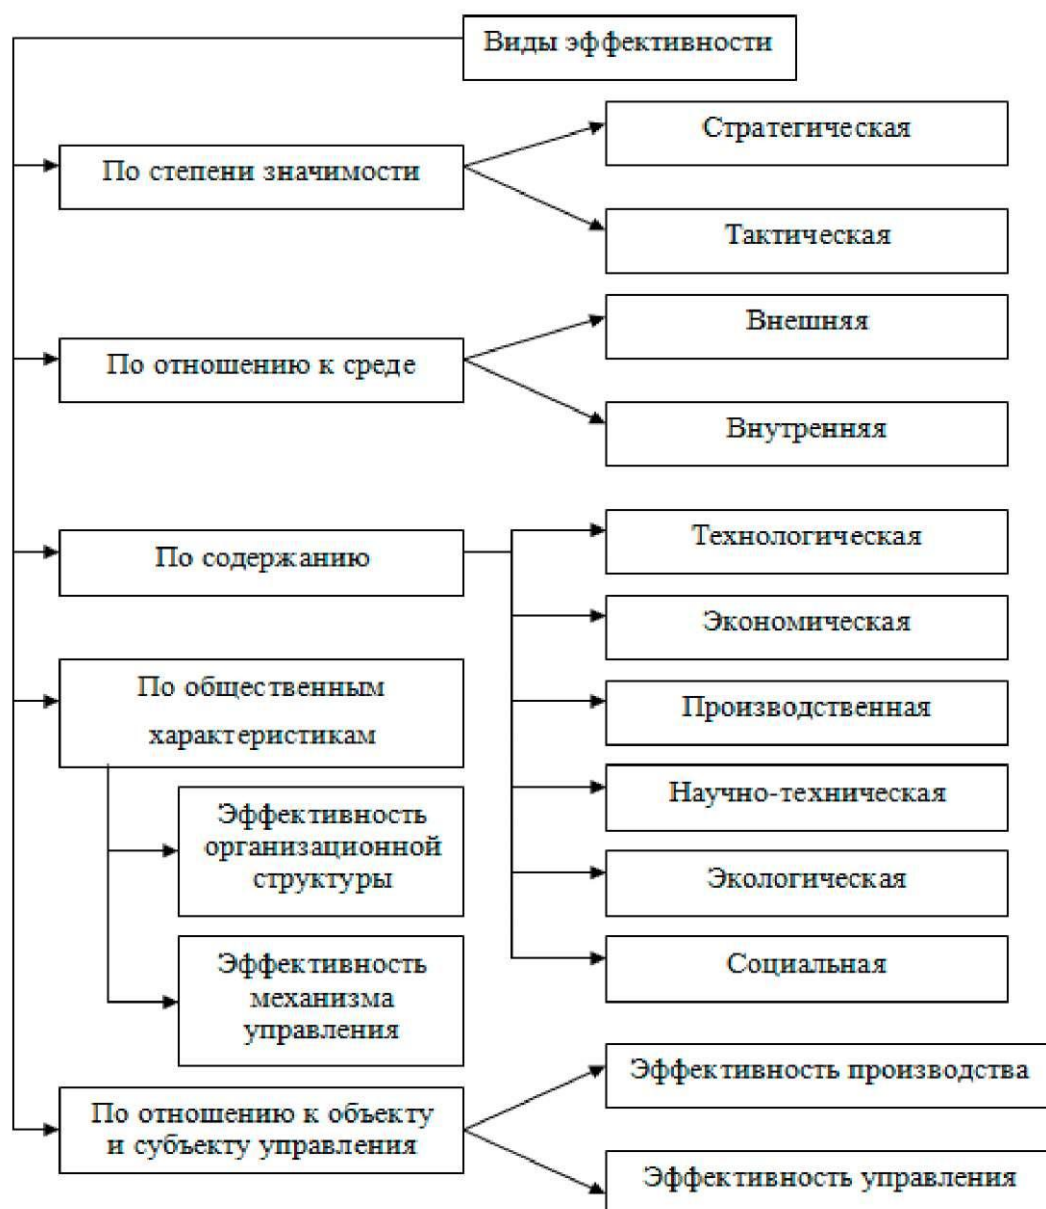 Виды эффективности
По степени значимости
Стратегическая
Тактическая
По отношению к среде
Внешняя
Внутренняя
По содержанию
Технологическая
Экономическая
Производственная
Научно-техническая
Экологическая
Социальная
По общественным
характеристикам
Эффективность
организационной
структуры
Эффективность
механизма
управления
По отношению к объекту
и субъекту управления
Эффективность производства
Эффективность управления